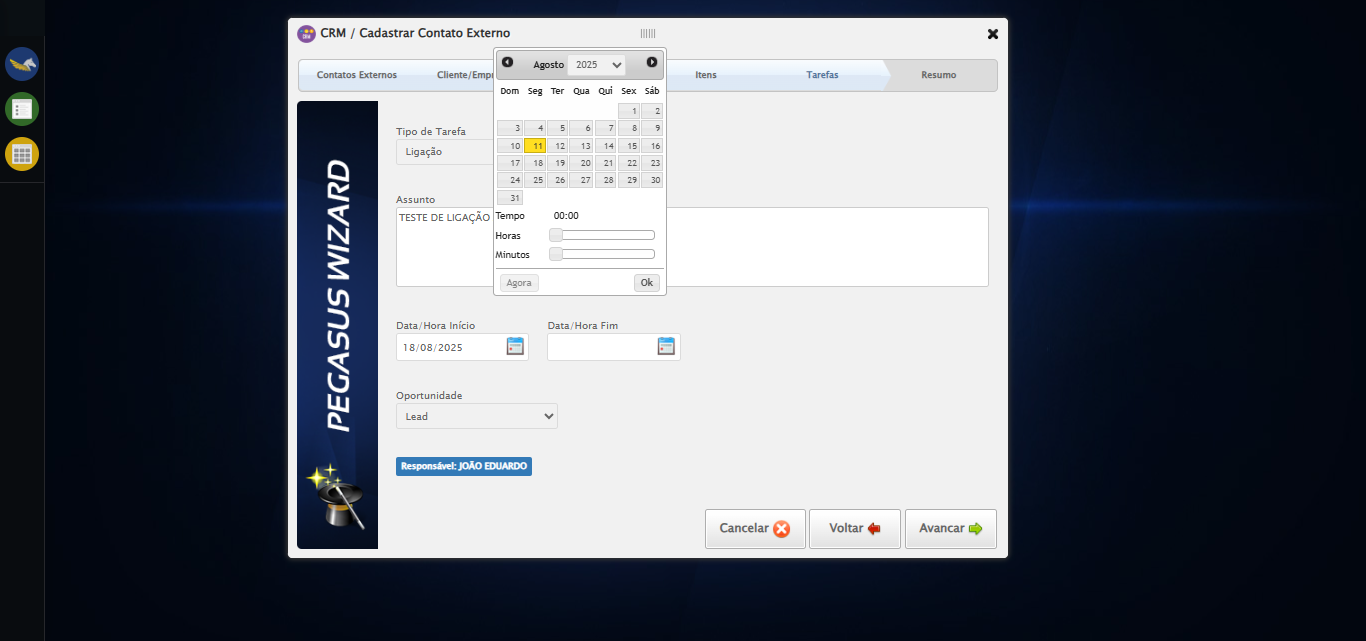 CRM / Cadastrar Contato Externo
Agosto 2025
Contatos Externos Cliente/Emp Itens Tarefas Resumo
Dom Seg Ter Qua Qui Sex Sáb
1 2
3 4 5 6 7 8 9
10 11 12 13 14 15 16
17 18 19 20 21 22 23
24 25 26 27 28 29 30
31
Tempo 00:00
Horas
Minutos
Agora Ok
PEGASUS WIZARD
Tipo de Tarefa
Ligação
Assunto
TESTE DE LIGAÇÃO
Data/Hora Início Data/Hora Fim
18/08/2025
Oportunidade
Lead
Responsável: JOÃO EDUARDO
Cancelar Voltar Avancar